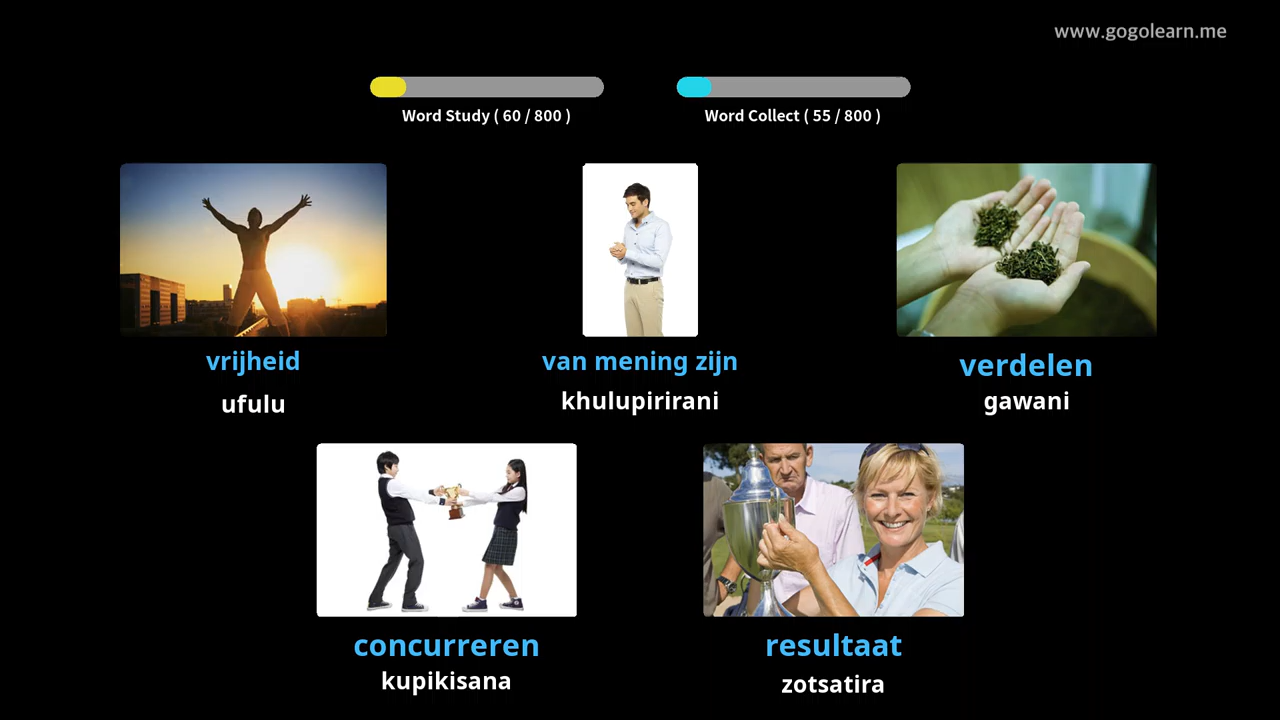 www.gogolearn.me
Word Study ( 60 / 800 )
Word Collect ( 55 / 800 )
vrijheid
ufulu
van mening zijn
khulupirirani
verdelen
gawani
concurreren
kupikisana
resultaat
zotsatira